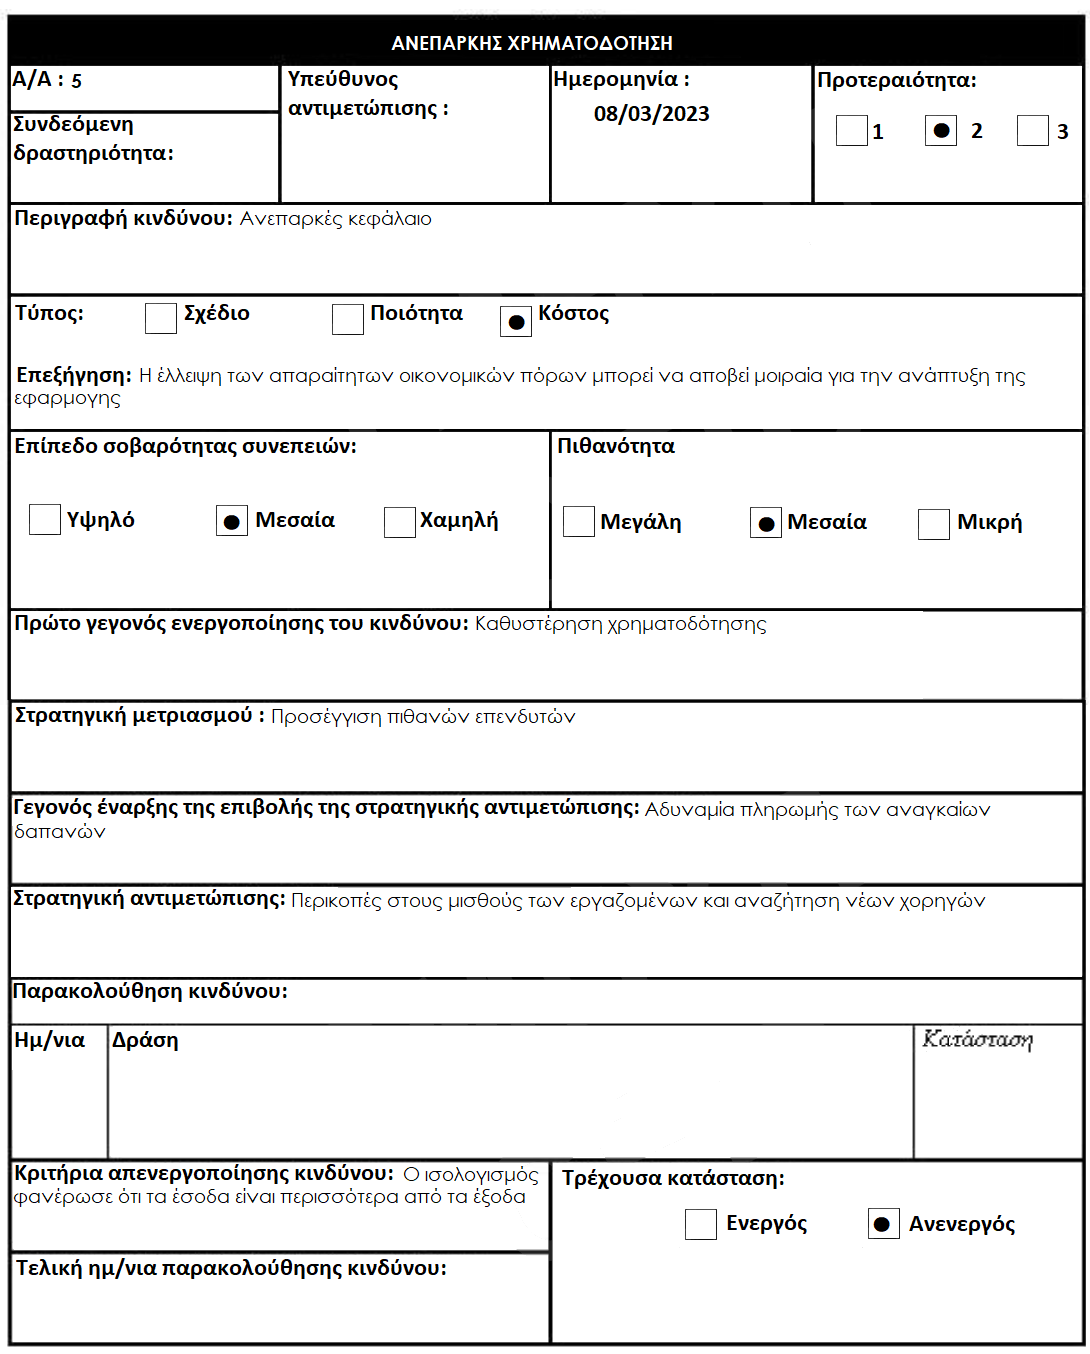 ΑΝΕΠΑΡΚΗΣ ΧΡΗΜΑΤΟΔΟΤΗΣΗ
Α/Α : 5
Συνδεόμενη
δραστηριότητα:
Υπεύθυνος
αντιμετώπισης :
Ημερομηνία :
08/03/2023
Προτεραιότητα:
1 2 3
Περιγραφή κινδύνου: Ανεπαρκές κεφάλαιο
Τύπος: Σχέδιο Ποιότητα Κόστος
Επεξήγηση: Η έλλειψη των απαραίτητων οικονομικών πόρων μπορεί να αποβεί μοιραία για την ανάπτυξη της
εφαρμογης
Επίπεδο σοβαρότητας συνεπειών:
Υψηλό Μεσαία Χαμηλή
Πιθανότητα
Μεγάλη Μεσαία Μικρή
Πρώτο γεγονός ενεργοποίησης του κινδύνου: Καθυστέρηση χρηματοδότησης
Στρατηγική μετριασμού : Προσέγγιση πιθανών επενδυτών
Γεγονός έναρξης της επιβολής της στρατηγικής αντιμετώπισης: Αδυναμία πληρωμής των αναγκαίων
δαπανών
Στρατηγική αντιμετώπισης: Περικοπές στους μισθούς των εργαζομένων και αναζήτηση νέων χορηγών
Παρακολούθηση κινδύνου:
Ημ/νια Δράση Κατάσταση
Κριτήρια απενεργοποίησης κινδύνου: Ο ισολογισμός
φανέρωσε ότι τα έσοδα είναι περισσότερα από τα έξοδα
Τελική ημ/νια παρακολούθησης κινδύνου:
Τρέχουσα κατάσταση:
Ενεργός Ανενεργός